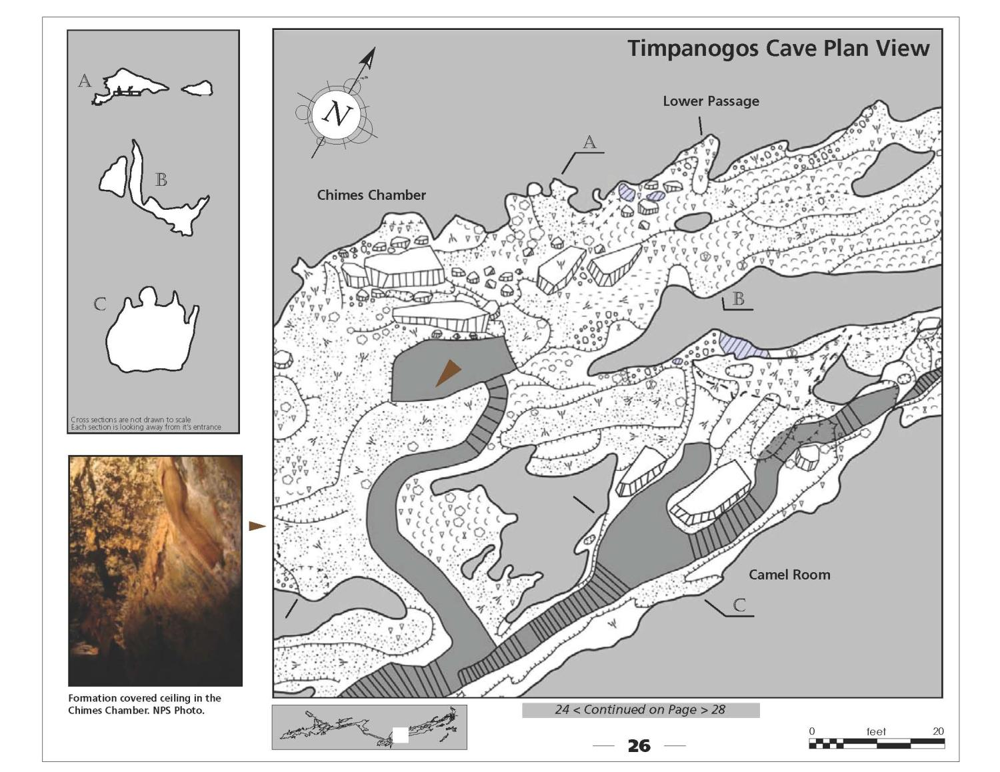 Timpanogos Cave Plan View
A
B
C
Cross sections are not drawn to scale
Each section is looking away from it's entrance
N
Lower Passage
A
Chimes Chamber
B
Camel Room
C
Formation covered ceiling in the
Chimes Chamber. NPS Photo.
24 < Continued on Page > 28
26
0 feet 20